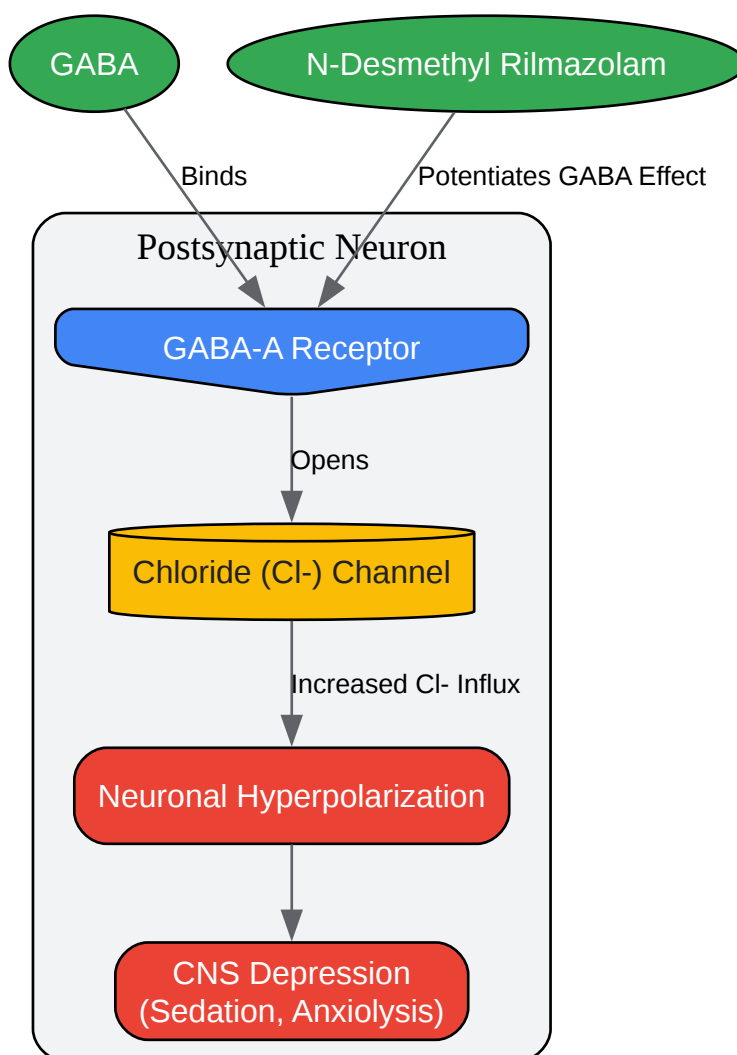 GABA
N-Desmethyl Rilmazolam
Binds
Potentiates GABA Effect
Postsynaptic Neuron
GABA-A Receptor
Opens
Chloride (Cl-) Channel
Increased Cl- Influx
Neuronal Hyperpolarization
CNS Depression
(Sedation, Anxiolysis)